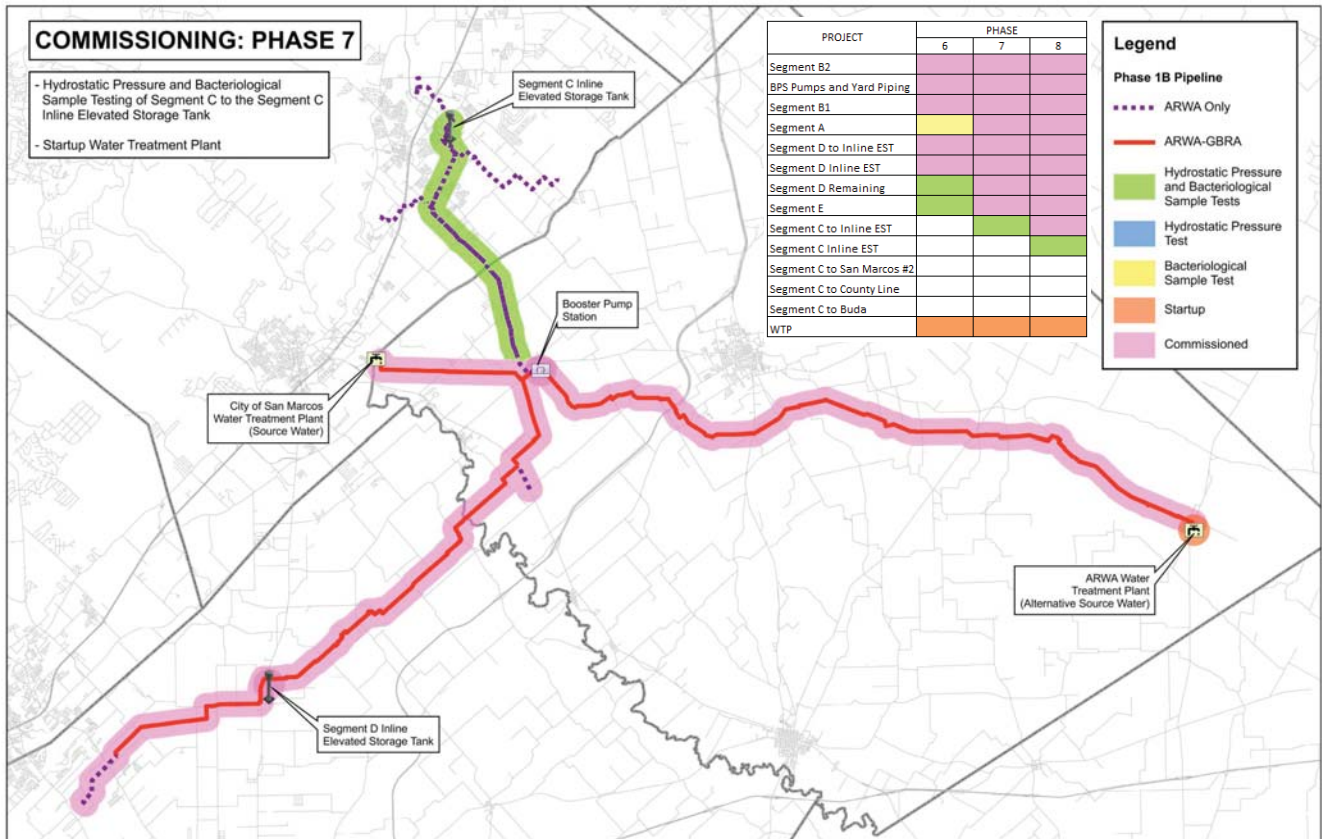 COMMISSIONING: PHASE 7
- Hydrostatic Pressure and Bacteriological
Sample Testing of Segment C to the Segment C
Inline Elevated Storage Tank
- Startup Water Treatment Plant
Segment C Inline
Elevated Storage Tank
Booster Pump
Station
City of San Marcos
Water Treatment Plant
(Source Water)
Segment D Inline
Elevated Storage Tank
ARWA Water
Treatment Plant
(Alternative Source Water)
PROJECT
PHASE
6 7 8
Segment B2
BPS Pumps and Yard Piping
Segment B1
Segment A
Segment D to Inline EST
Segment D Inline EST
Segment D Remaining
Segment E
Segment C to Inline EST
Segment C Inline EST
Segment C to San Marcos #2
Segment C to County Line
Segment C to Buda
WTP
Legend
Phase 1B Pipeline
ARWA Only
ARWA-GBRA
Hydrostatic Pressure
and Bacteriological
Sample Tests
Hydrostatic Pressure
Test
Bacteriological
Sample Test
Startup
Commissioned